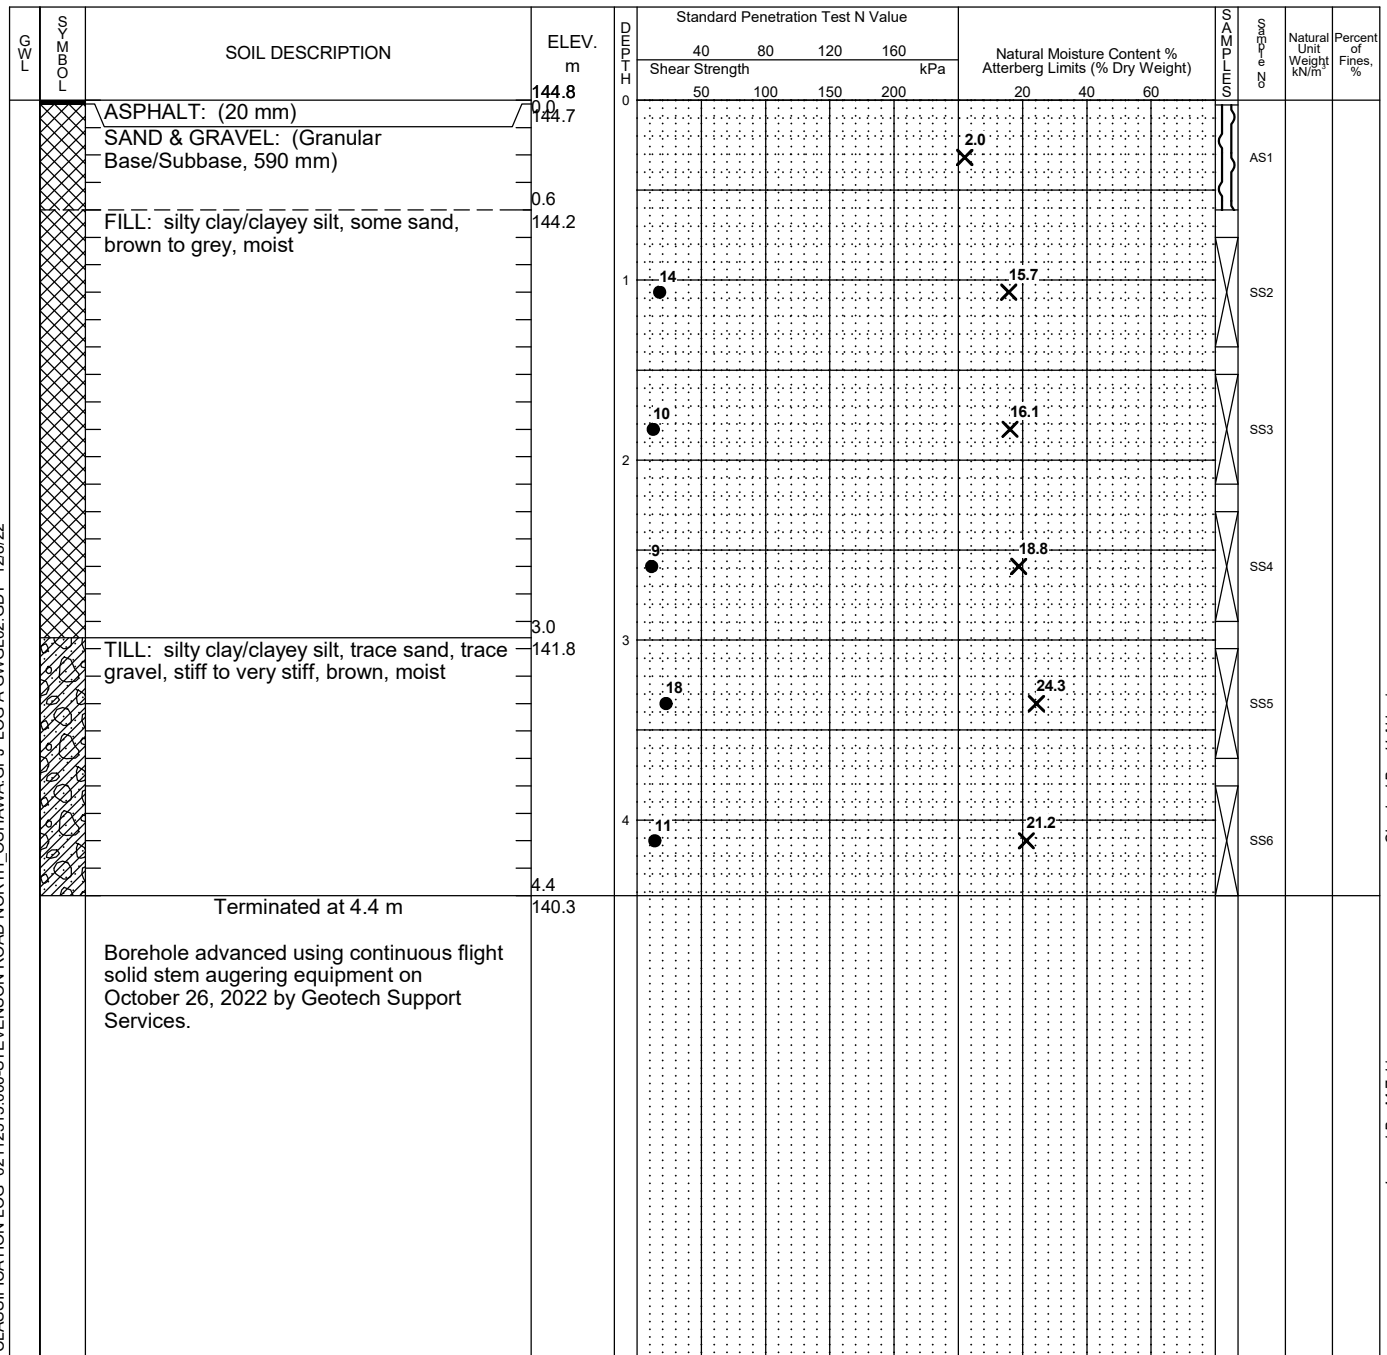 GWL
SYMBOL
SOIL DESCRIPTION
ELEV.
m
144.8
DEPTH
Standard Penetration Test N Value
40 80 120 160
Shear Strength kPa
50 100 150 200
Natural Moisture Content %
Atterberg Limits (% Dry Weight)
20 40 60
SAMPLES
Sample No
Natural
Unit
Weight
kN/m³
Percent
of
Fines,
%
0
ASPHALT: (20 mm)
0.0
144.7
SAND & GRAVEL: (Granular
Base/Subbase, 590 mm)
2.0
AS1
0.6
FILL: silty clay/clayey silt, some sand,
brown to grey, moist
144.2
1
14
15.7
SS2
10
16.1
SS3
2
9
18.8
SS4
3.0
3
TILL: silty clay/clayey silt, trace sand, trace
gravel, stiff to very stiff, brown, moist
141.8
18
24.3
SS5
4
11
21.2
SS6
4.4
Terminated at 4.4 m
140.3
Borehole advanced using continuous flight
solid stem augering equipment on
October 26, 2022 by Geotech Support
Services.